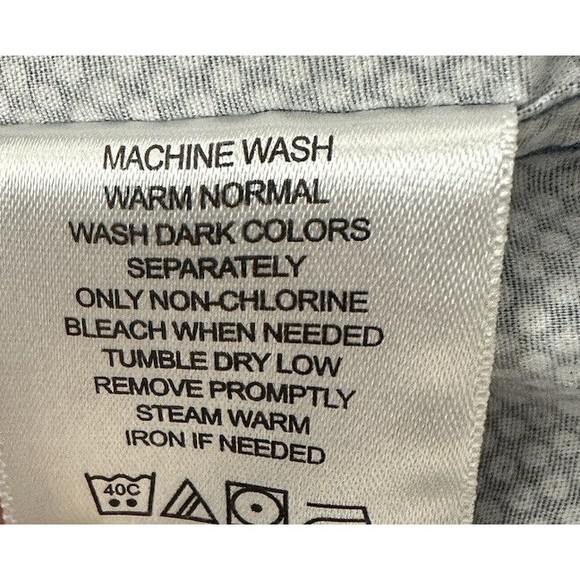 MACHINE WASH
WARM NORMAL
WASH DARK COLORS
SEPARATELY
ONLY NON-CHLORINE
BLEACH WHEN NEEDED
TUMBLE DRY LOW
REMOVE PROMPTLY
STEAM WARM
IRON IF NEEDED
40C